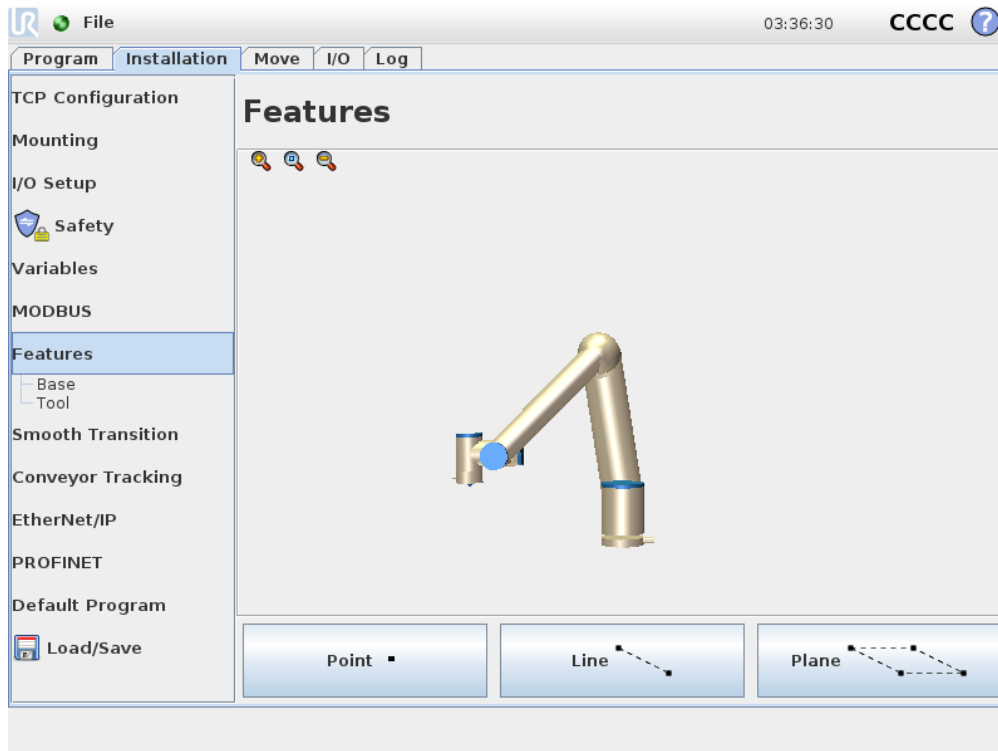 UR File 03:36:30 CCCC ?
Program Installation Move I/O Log
TCP Configuration
Features
Mounting
I/O Setup
Safety
Variables
MODBUS
Features
Base
Tool
Smooth Transition
Conveyor Tracking
EtherNet/IP
PROFINET
Default Program
Load/Save
Point Line Plane